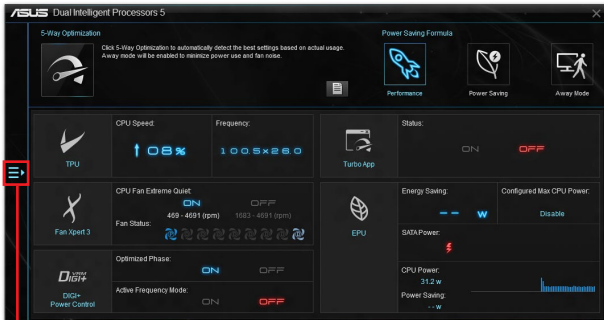 ASUS Dual Intelligent Processors 5
5-Way Optimization
Click 5-Way Optimization to automatically detect the best settings based on actual usage.
Away mode will be enabled to minimize power use and fan noise.
Power Saving Formula
Performance
Power Saving
Away Mode
TPU
CPU Speed:
08%
Frequency:
100.5x26.0
Turbo App
Status:
ON OFF
Fan Xpert 3
CPU Fan Extreme Quiet:
ON OFF
469 - 4691 (rpm) 1683 - 4691 (rpm)
Fan Status:
EPU
Energy Saving:
-- w
Configured Max CPU Power:
Disable
SATA Power:
CPU Power:
31.2 w
Power Saving:
-- w
DIGI+
DIGI+
Power Control
Optimized Phase:
ON OFF
Active Frequency Mode:
ON OFF